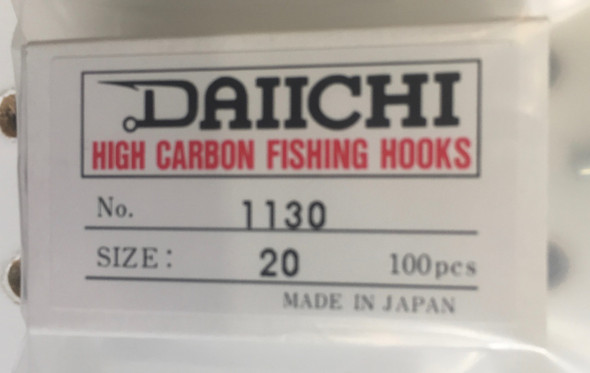 DAIICHI
HIGH CARBON FISHING HOOKS
No. 1130
SIZE: 20 100pcs
MADE IN JAPAN